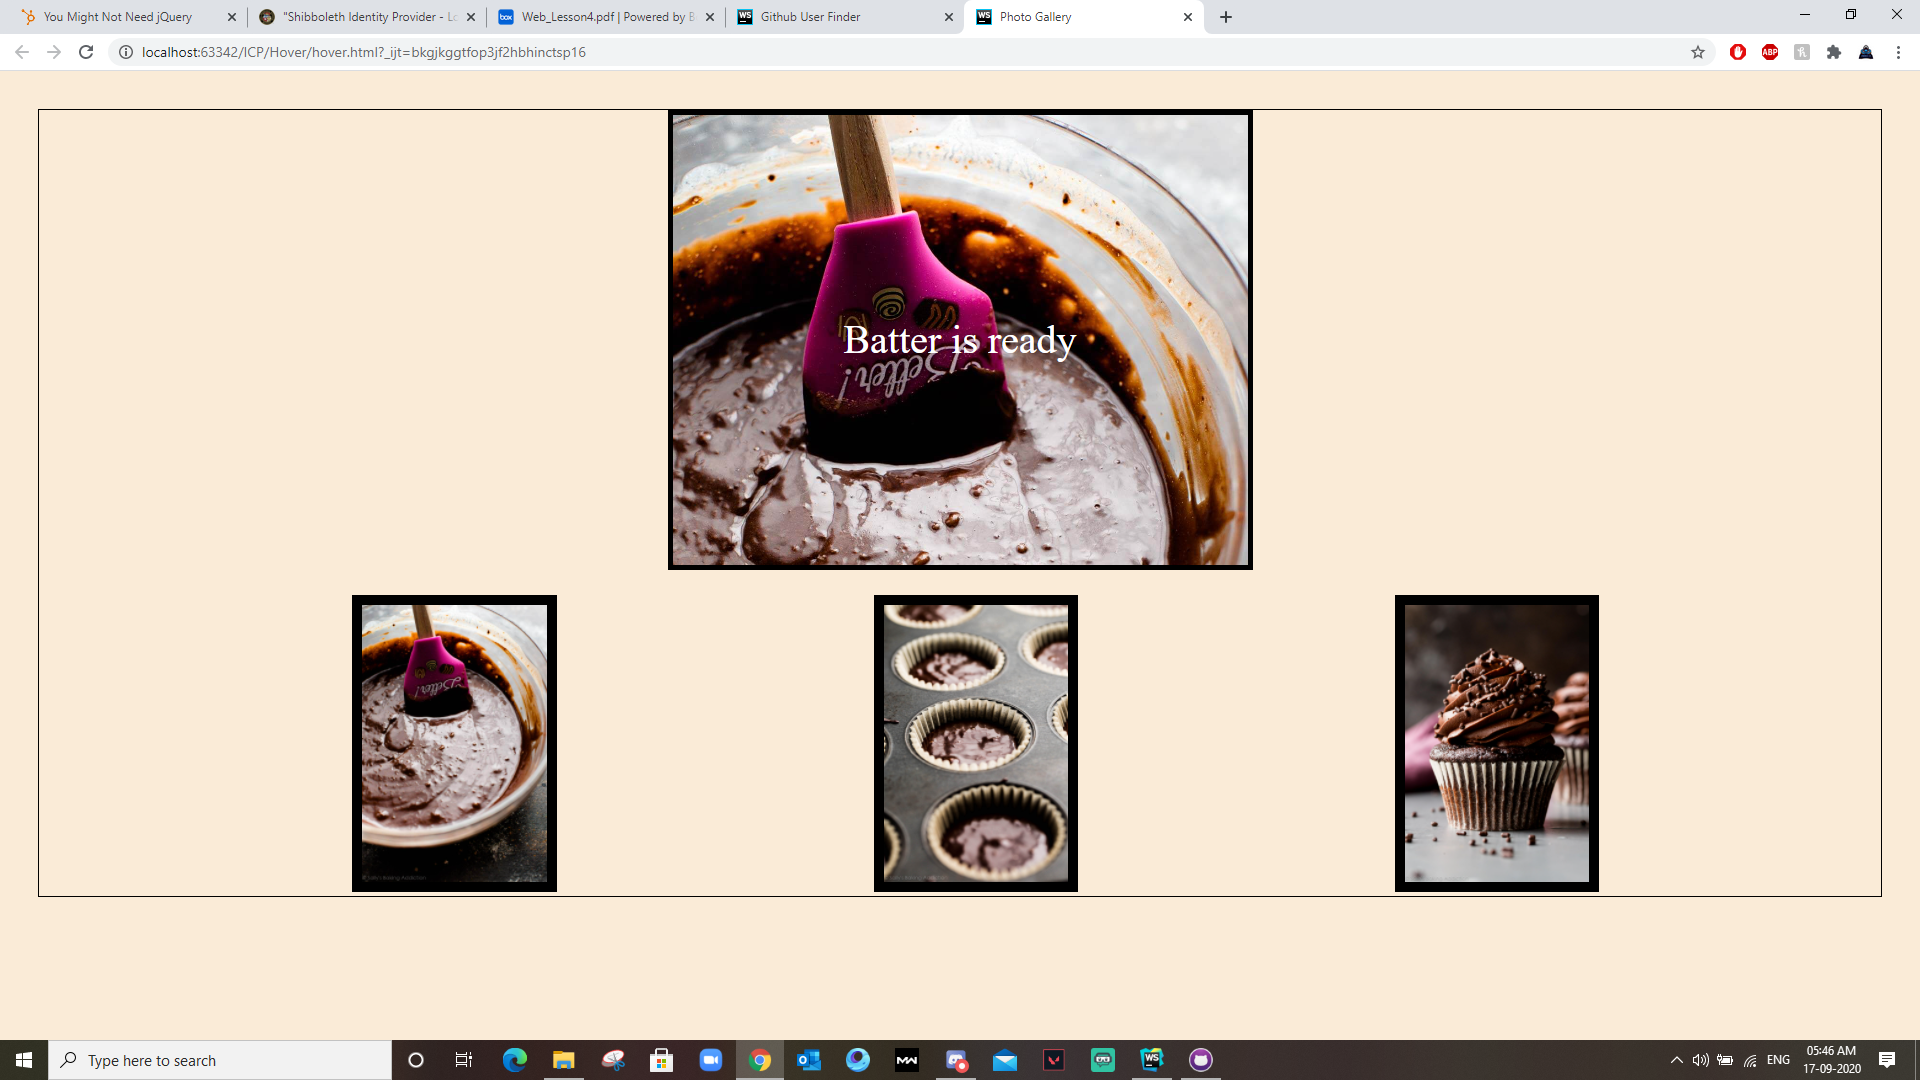 You Might Not Need jQuery
"Shibboleth Identity Provider - Lo
Web_Lesson4.pdf | Powered by B
Github User Finder
Photo Gallery
localhost:63342/ICP/Hover/hover.html?_ijt=bkgjkggtfop3jf2hbhinctsp16
ABP
Batter is ready
Better!
Better!
Type here to search
ENG
05:46 AM
17-09-2020